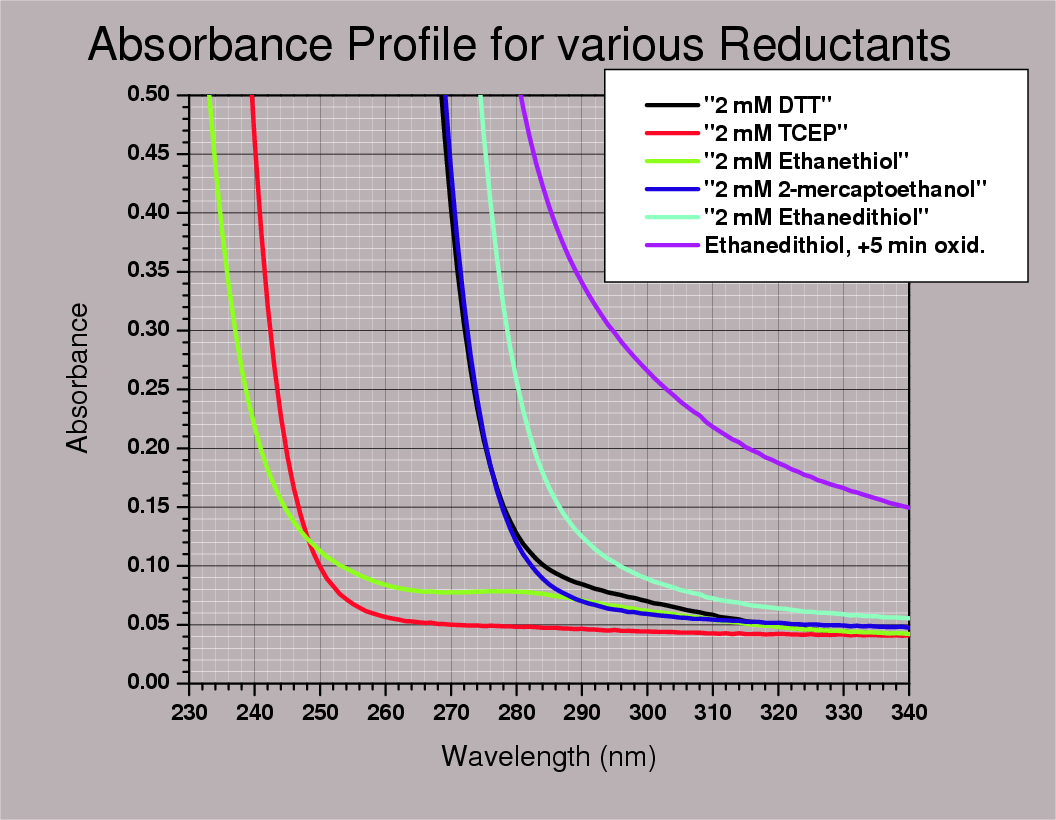 Absorbance Profile for various Reductants
"2 mM DTT"
"2 mM TCEP"
"2 mM Ethanethiol"
"2 mM 2-mercaptoethanol"
"2 mM Ethanedithiol"
Ethanedithiol, +5 min oxid.
Absorbance
0.50
0.45
0.40
0.35
0.30
0.25
0.20
0.15
0.10
0.05
0.00
230 240 250 260 270 280 290 300 310 320 330 340
Wavelength (nm)